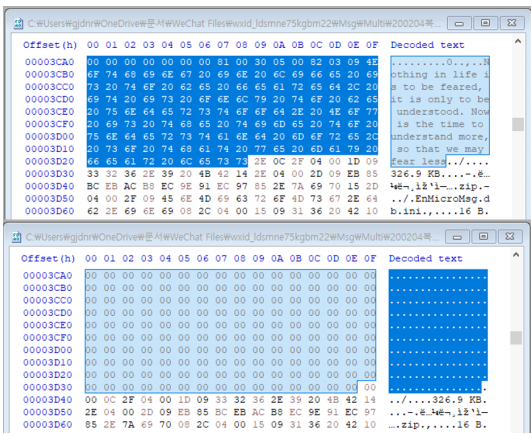 C:₩Users₩gjdnr₩OneDrive₩문서₩WeChat Files₩wxid_ldsmne75kgbm22₩Msg₩Multi₩200204복...
Offset(h) 00 01 02 03 04 05 06 07 08 09 0A 0B 0C 0D 0E 0F Decoded text
00003CA0 00 00 00 00 00 00 81 00 30 05 00 82 03 09 4E ..........0..‚..N
00003CB0 6F 74 68 69 6E 67 20 69 6E 20 6C 69 66 65 20 69 othing in life i
00003CC0 73 20 74 6F 20 62 65 20 66 65 61 72 65 64 2C 20 s to be feared,
00003CD0 69 74 20 69 73 20 6F 6E 6C 79 20 74 6F 20 62 65 it is only to be
00003CE0 20 75 6E 64 65 72 73 74 6F 6F 64 2E 20 4E 6F 77 understood. Now
00003CF0 20 69 73 20 74 68 65 20 74 69 6D 65 20 74 6F 20 is the time to
00003D00 75 6E 64 65 72 73 74 61 6E 64 20 6D 6F 72 65 2C understand more,
00003D10 20 73 6F 20 74 68 61 74 20 77 65 20 6D 61 79 20 so that we may
00003D20 66 65 61 72 20 6C 65 73 73 2E 0C 2F 04 00 1D 09 fear less../....
00003D30 33 32 36 2E 39 20 4B 42 14 2E 04 00 2D 09 EB 85 326.9 KB....-.ë…
00003D40 BC EB AC B8 EC 9E 91 EC 97 85 2E 7A 69 70 15 2D ¼ë¬¸ìž‘ì—….zip.-
00003D50 04 00 2F 09 45 6E 4D 69 63 72 6F 4D 73 67 2E 64 ../.EnMicroMsg.d
00003D60 62 2E 69 6E 69 08 2C 04 00 15 09 31 36 20 42 10 b.ini.,....16 B.
C:₩Users₩gjdnr₩OneDrive₩문서₩WeChat Files₩wxid_ldsmne75kgbm22₩Msg₩Multi₩200204복...
Offset(h) 00 01 02 03 04 05 06 07 08 09 0A 0B 0C 0D 0E 0F Decoded text
00003CA0 00 00 00 00 00 00 00 00 00 00 00 00 00 00 00 00 ................
00003CB0 00 00 00 00 00 00 00 00 00 00 00 00 00 00 00 00 ................
00003CC0 00 00 00 00 00 00 00 00 00 00 00 00 00 00 00 00 ................
00003CD0 00 00 00 00 00 00 00 00 00 00 00 00 00 00 00 00 ................
00003CE0 00 00 00 00 00 00 00 00 00 00 00 00 00 00 00 00 ................
00003CF0 00 00 00 00 00 00 00 00 00 00 00 00 00 00 00 00 ................
00003D00 00 00 00 00 00 00 00 00 00 00 00 00 00 00 00 00 ................
00003D10 00 00 00 00 00 00 00 00 00 00 00 00 00 00 00 00 ................
00003D20 00 00 00 00 00 00 00 00 00 00 00 00 00 00 00 00 ................
00003D30 00 00 00 00 00 00 00 00 00 00 00 00 00 00 00 00 ................
00003D40 00 0C 2F 04 00 1D 09 33 32 36 2E 39 20 4B 42 14 ../....326.9 KB.
00003D50 2E 04 00 2D 09 EB 85 BC EB AC B8 EC 9E 91 EC 97 ...-.ë…¼ë¬¸ìž‘ì—
00003D60 85 2E 7A 69 70 08 2C 04 00 15 09 31 36 20 42 10 ….zip.,....16 B.